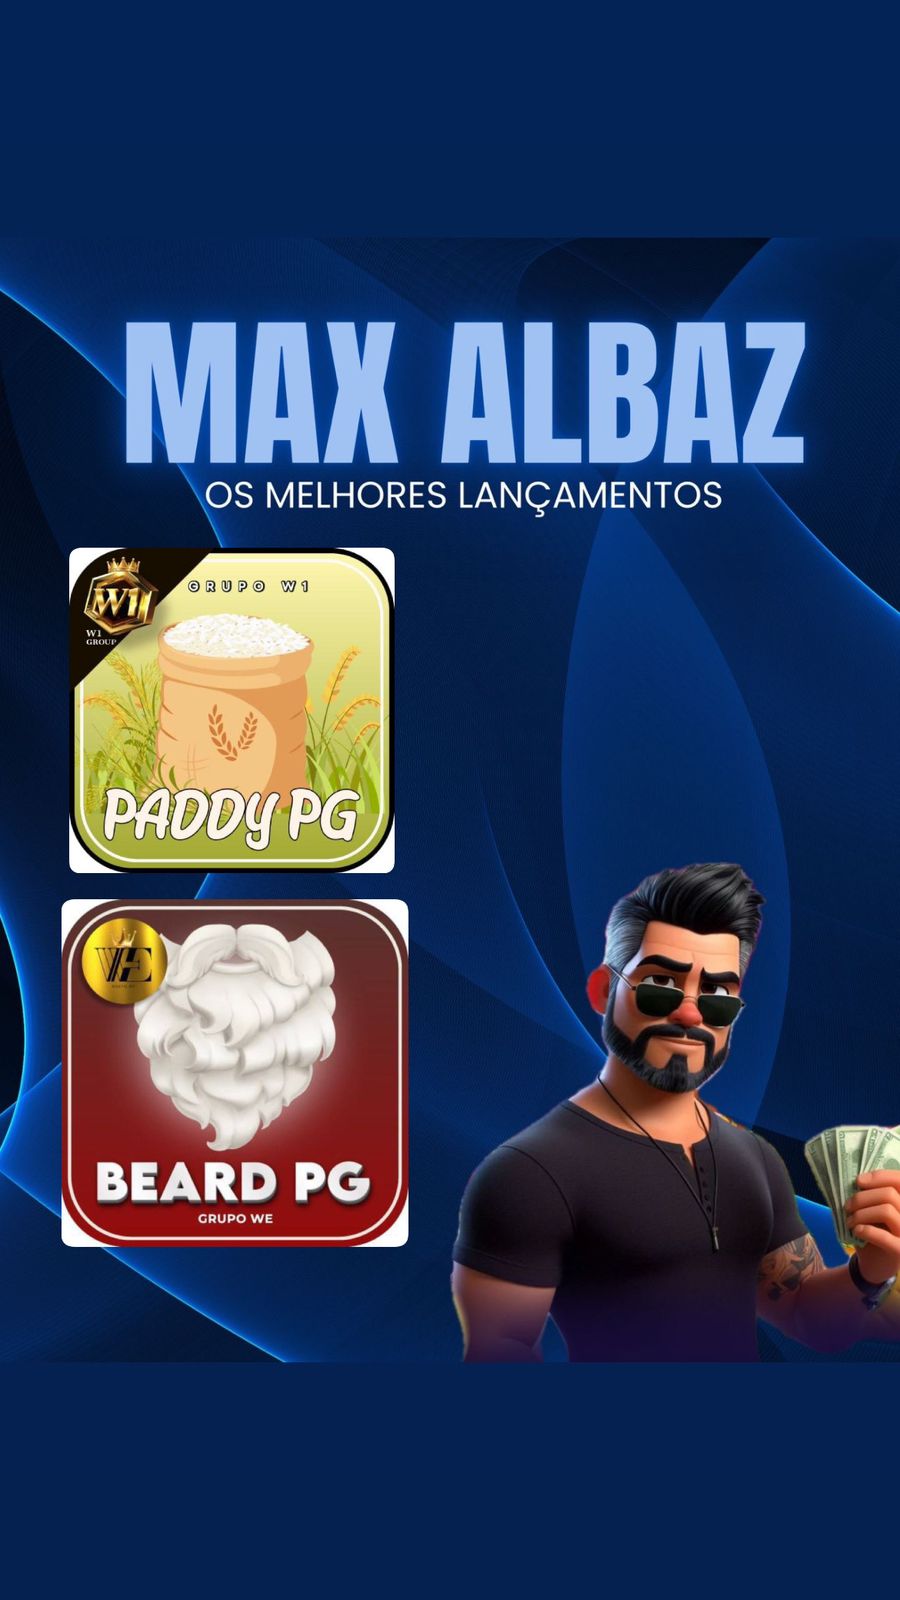 MAX ALBAZ
OS MELHORES LANÇAMENTOS
GRUPO W1
W1
W1
GROUP
PADDY PG
WE
BEARD PG
GRUPO WE